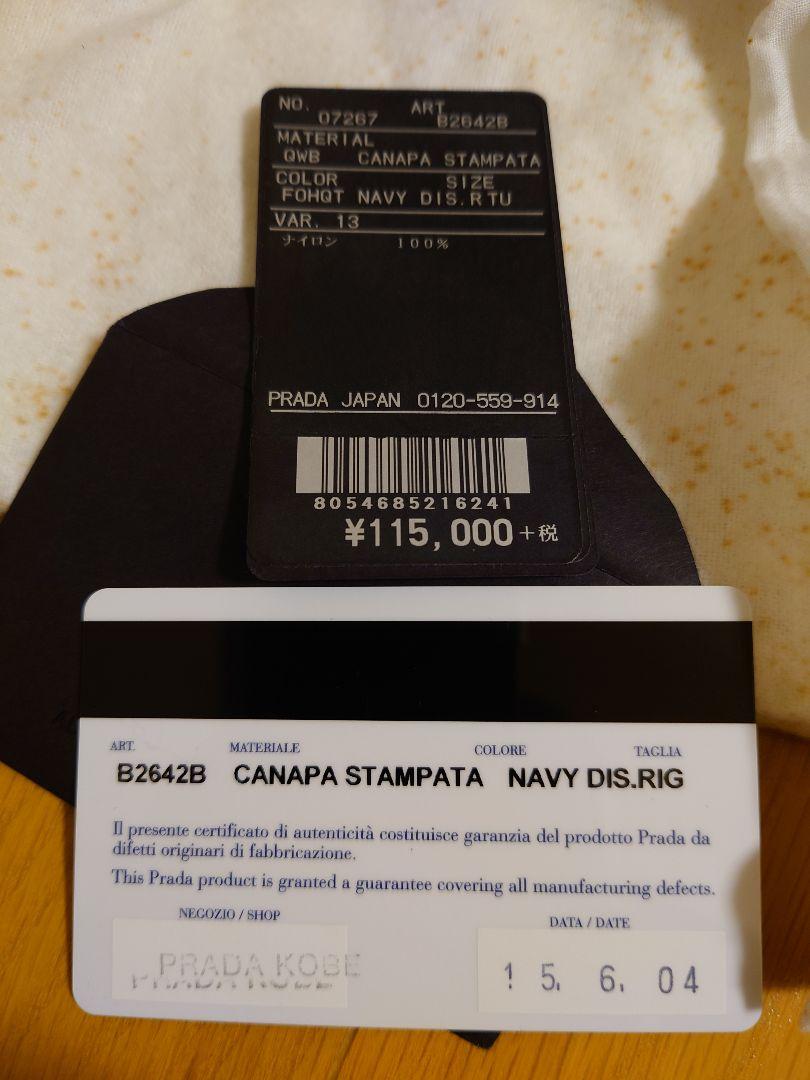 NO. ART
07267 B2642B
MATERIAL
QWB CANAPA STAMPATA
COLOR SIZE
F0HQT NAVY DIS.RTU
VAR. 13
ナイロン 100%
PRADA JAPAN 0120-559-914
8054685216241
¥115,000+税
ART. MATERIALE COLORE TAGLIA
B2642B CANAPA STAMPATA NAVY DIS.RIG
Il presente certificato di autenticità costituisce garanzia del prodotto Prada da
difetti originari di fabbricazione.
This Prada product is granted a guarantee covering all manufacturing defects.
NEGOZIO / SHOP DATA / DATE
PRADA KOBE
PRADA KOBE
15. 6. 04